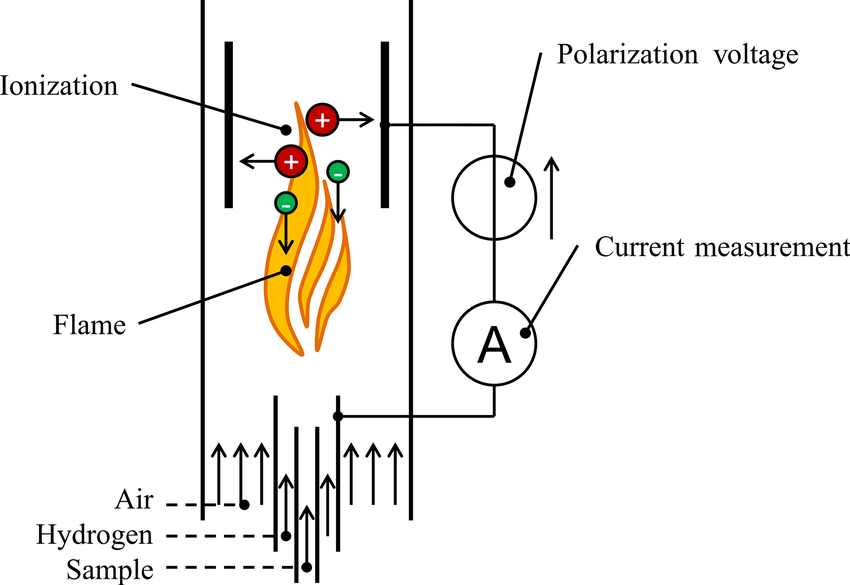 Polarization voltage
Ionization
+
+
-
-
Current measurement
Flame
A
Air
Hydrogen
Sample